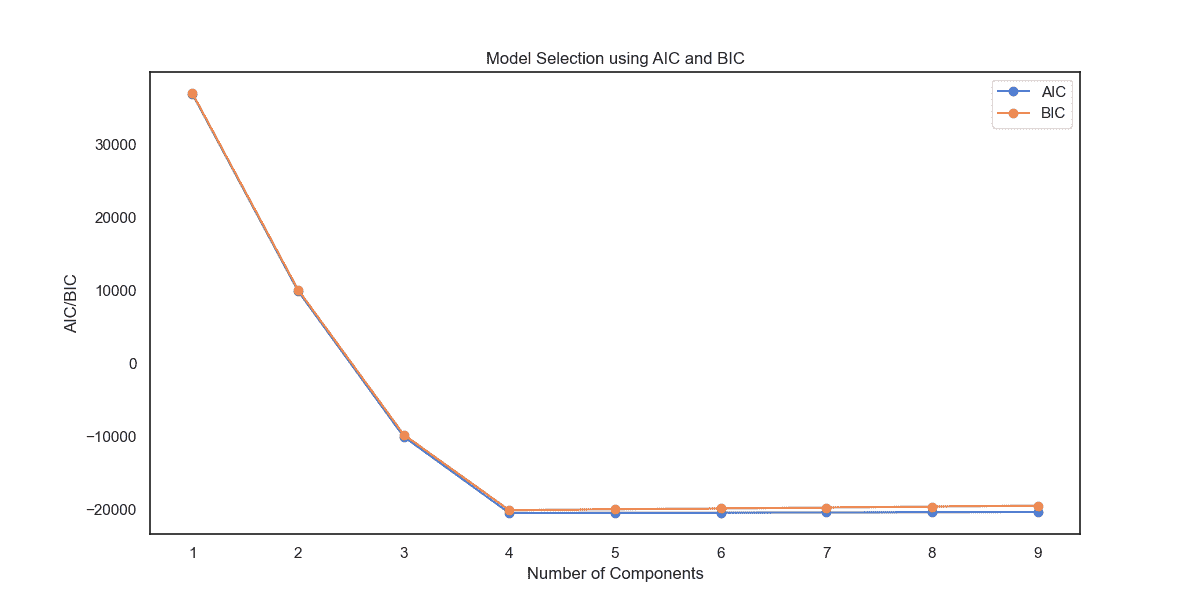 Model Selection using AIC and BIC
AIC
BIC
AIC/BIC
30000
20000
10000
0
−10000
−20000
1 2 3 4 5 6 7 8 9
Number of Components